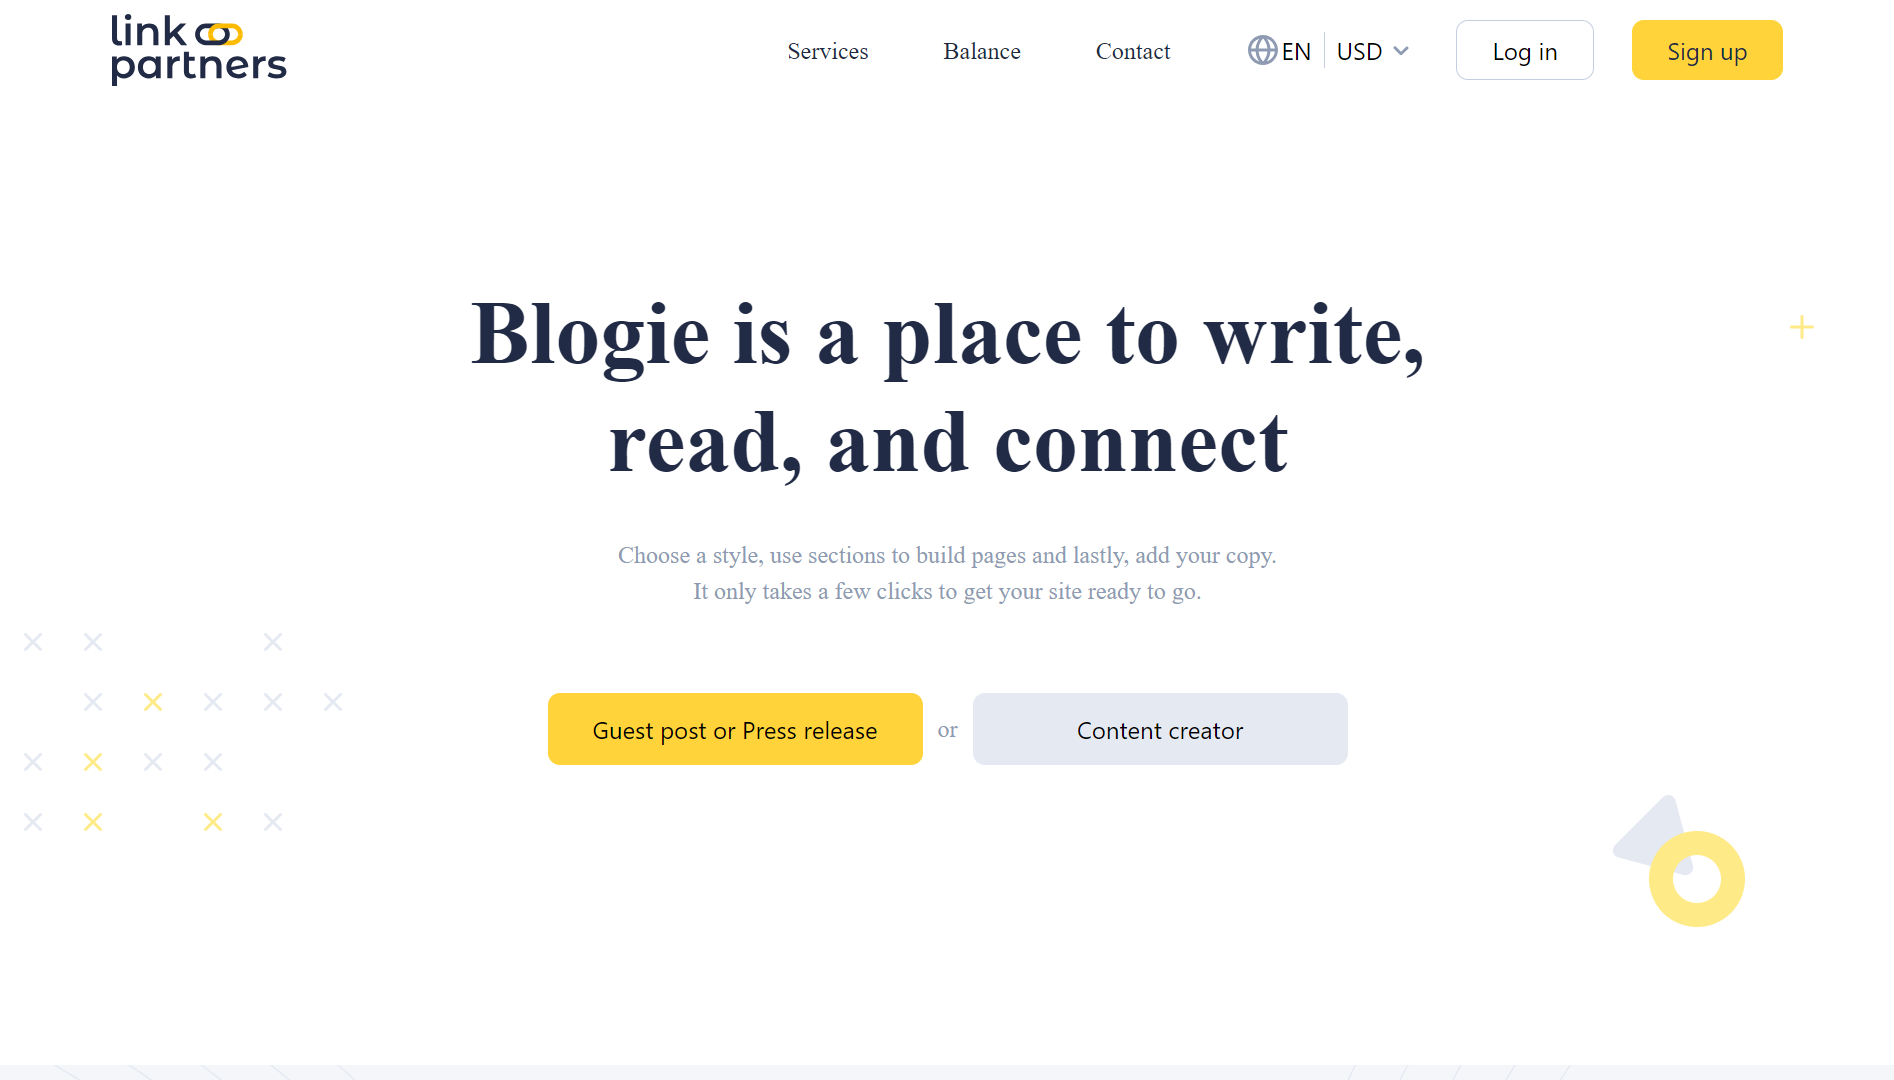 link
partners
Services Balance Contact EN USD Log in Sign up
Blogie is a place to write,
read, and connect
Choose a style, use sections to build pages and lastly, add your copy.
It only takes a few clicks to get your site ready to go.
Guest post or Press release or Content creator